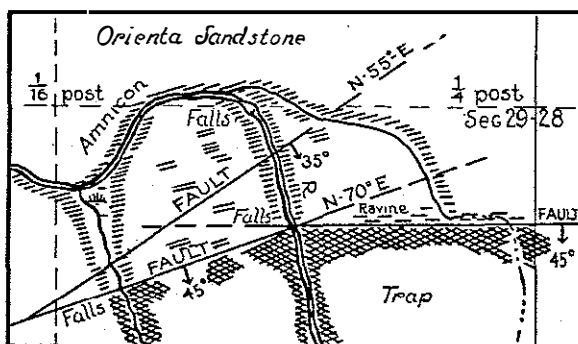 Orienta Sandstone
N-55°-E
1/16 post
1/4 post
Sec 29-28
Amnicon
Falls
35°
R.
FAULT
N-70°E
Ravine
Falls
FAULT
FAULT
45°
45°
Falls
Trap